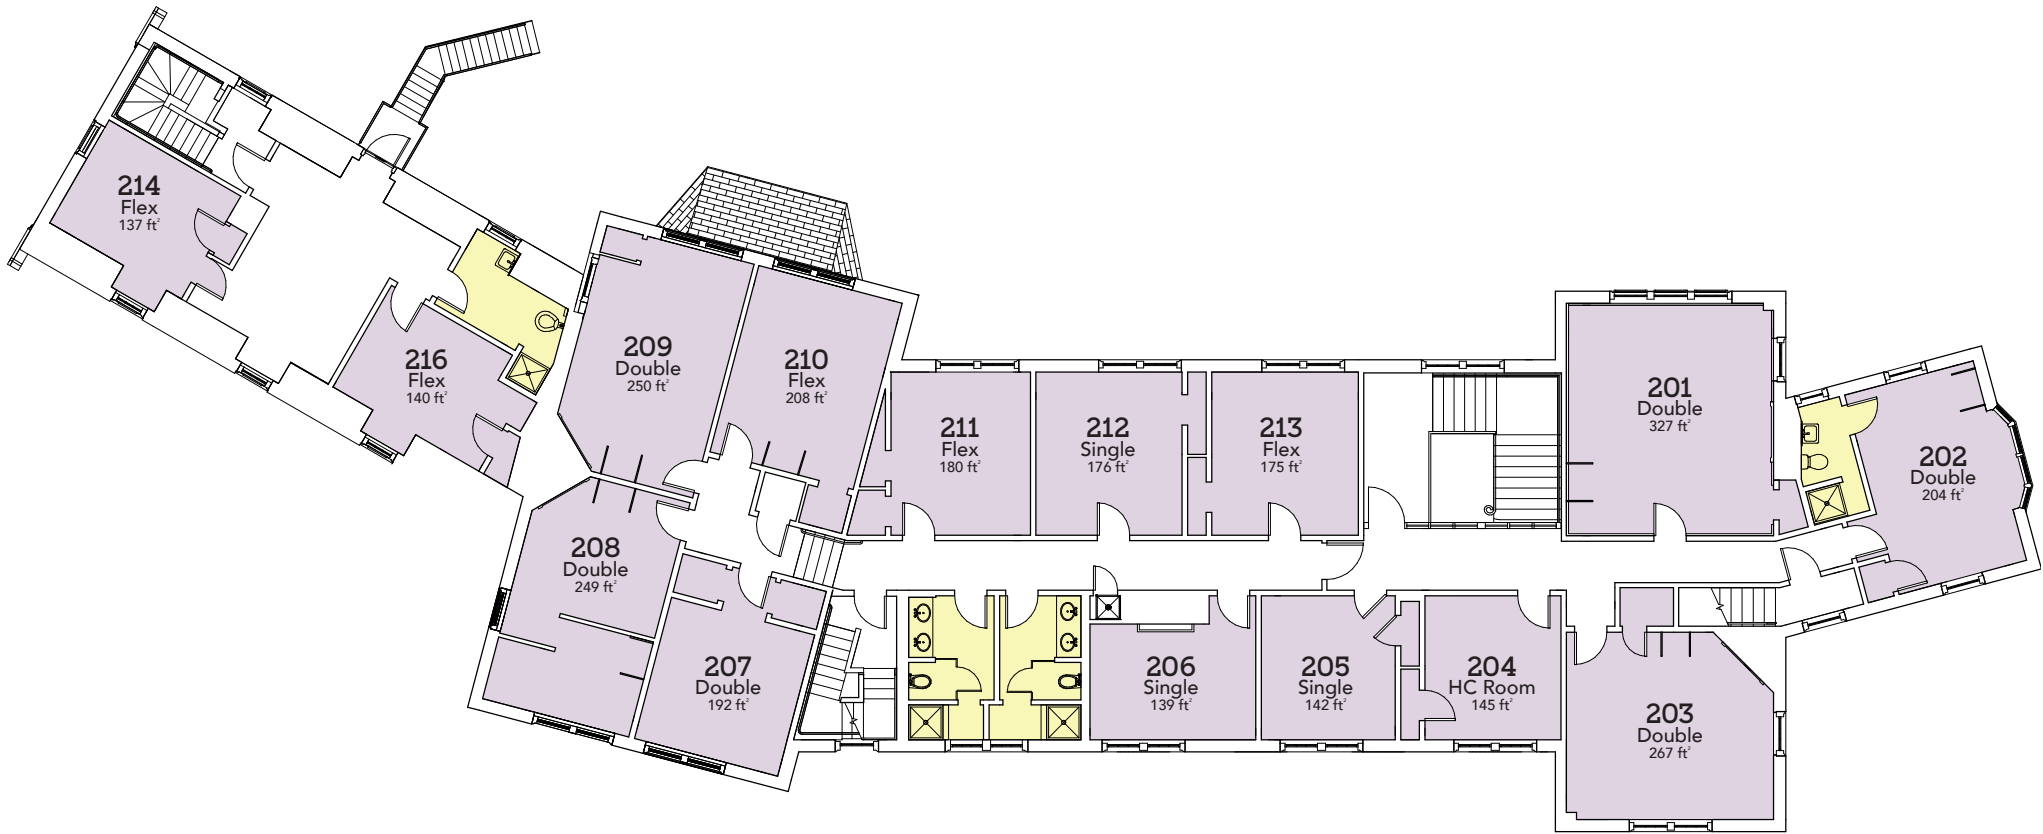 214
Flex
137 ft²
216
Flex
140 ft²
209
Double
250 ft²
210
Flex
208 ft²
211
Flex
180 ft²
212
Single
176 ft²
213
Flex
175 ft²
201
Double
327 ft²
202
Double
204 ft²
208
Double
249 ft²
207
Double
192 ft²
206
Single
139 ft²
205
Single
142 ft²
204
HC Room
145 ft²
203
Double
267 ft²